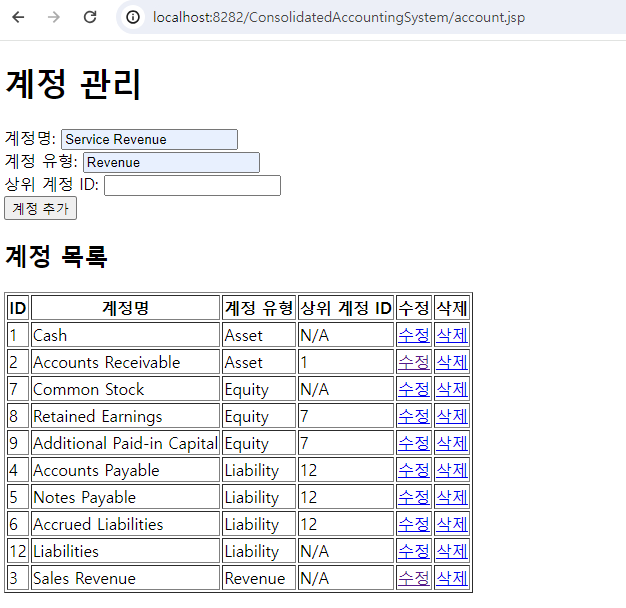 localhost:8282/ConsolidatedAccountingSystem/account.jsp
계정 관리
계정명: Service Revenue
계정 유형: Revenue
상위 계정 ID:
계정 추가
계정 목록
ID 계정명 계정 유형 상위 계정 ID 수정 삭제
1 Cash Asset N/A 수정 삭제
2 Accounts Receivable Asset 1 수정 삭제
7 Common Stock Equity N/A 수정 삭제
8 Retained Earnings Equity 7 수정 삭제
9 Additional Paid-in Capital Equity 7 수정 삭제
4 Accounts Payable Liability 12 수정 삭제
5 Notes Payable Liability 12 수정 삭제
6 Accrued Liabilities Liability 12 수정 삭제
12 Liabilities Liability N/A 수정 삭제
3 Sales Revenue Revenue N/A 수정 삭제